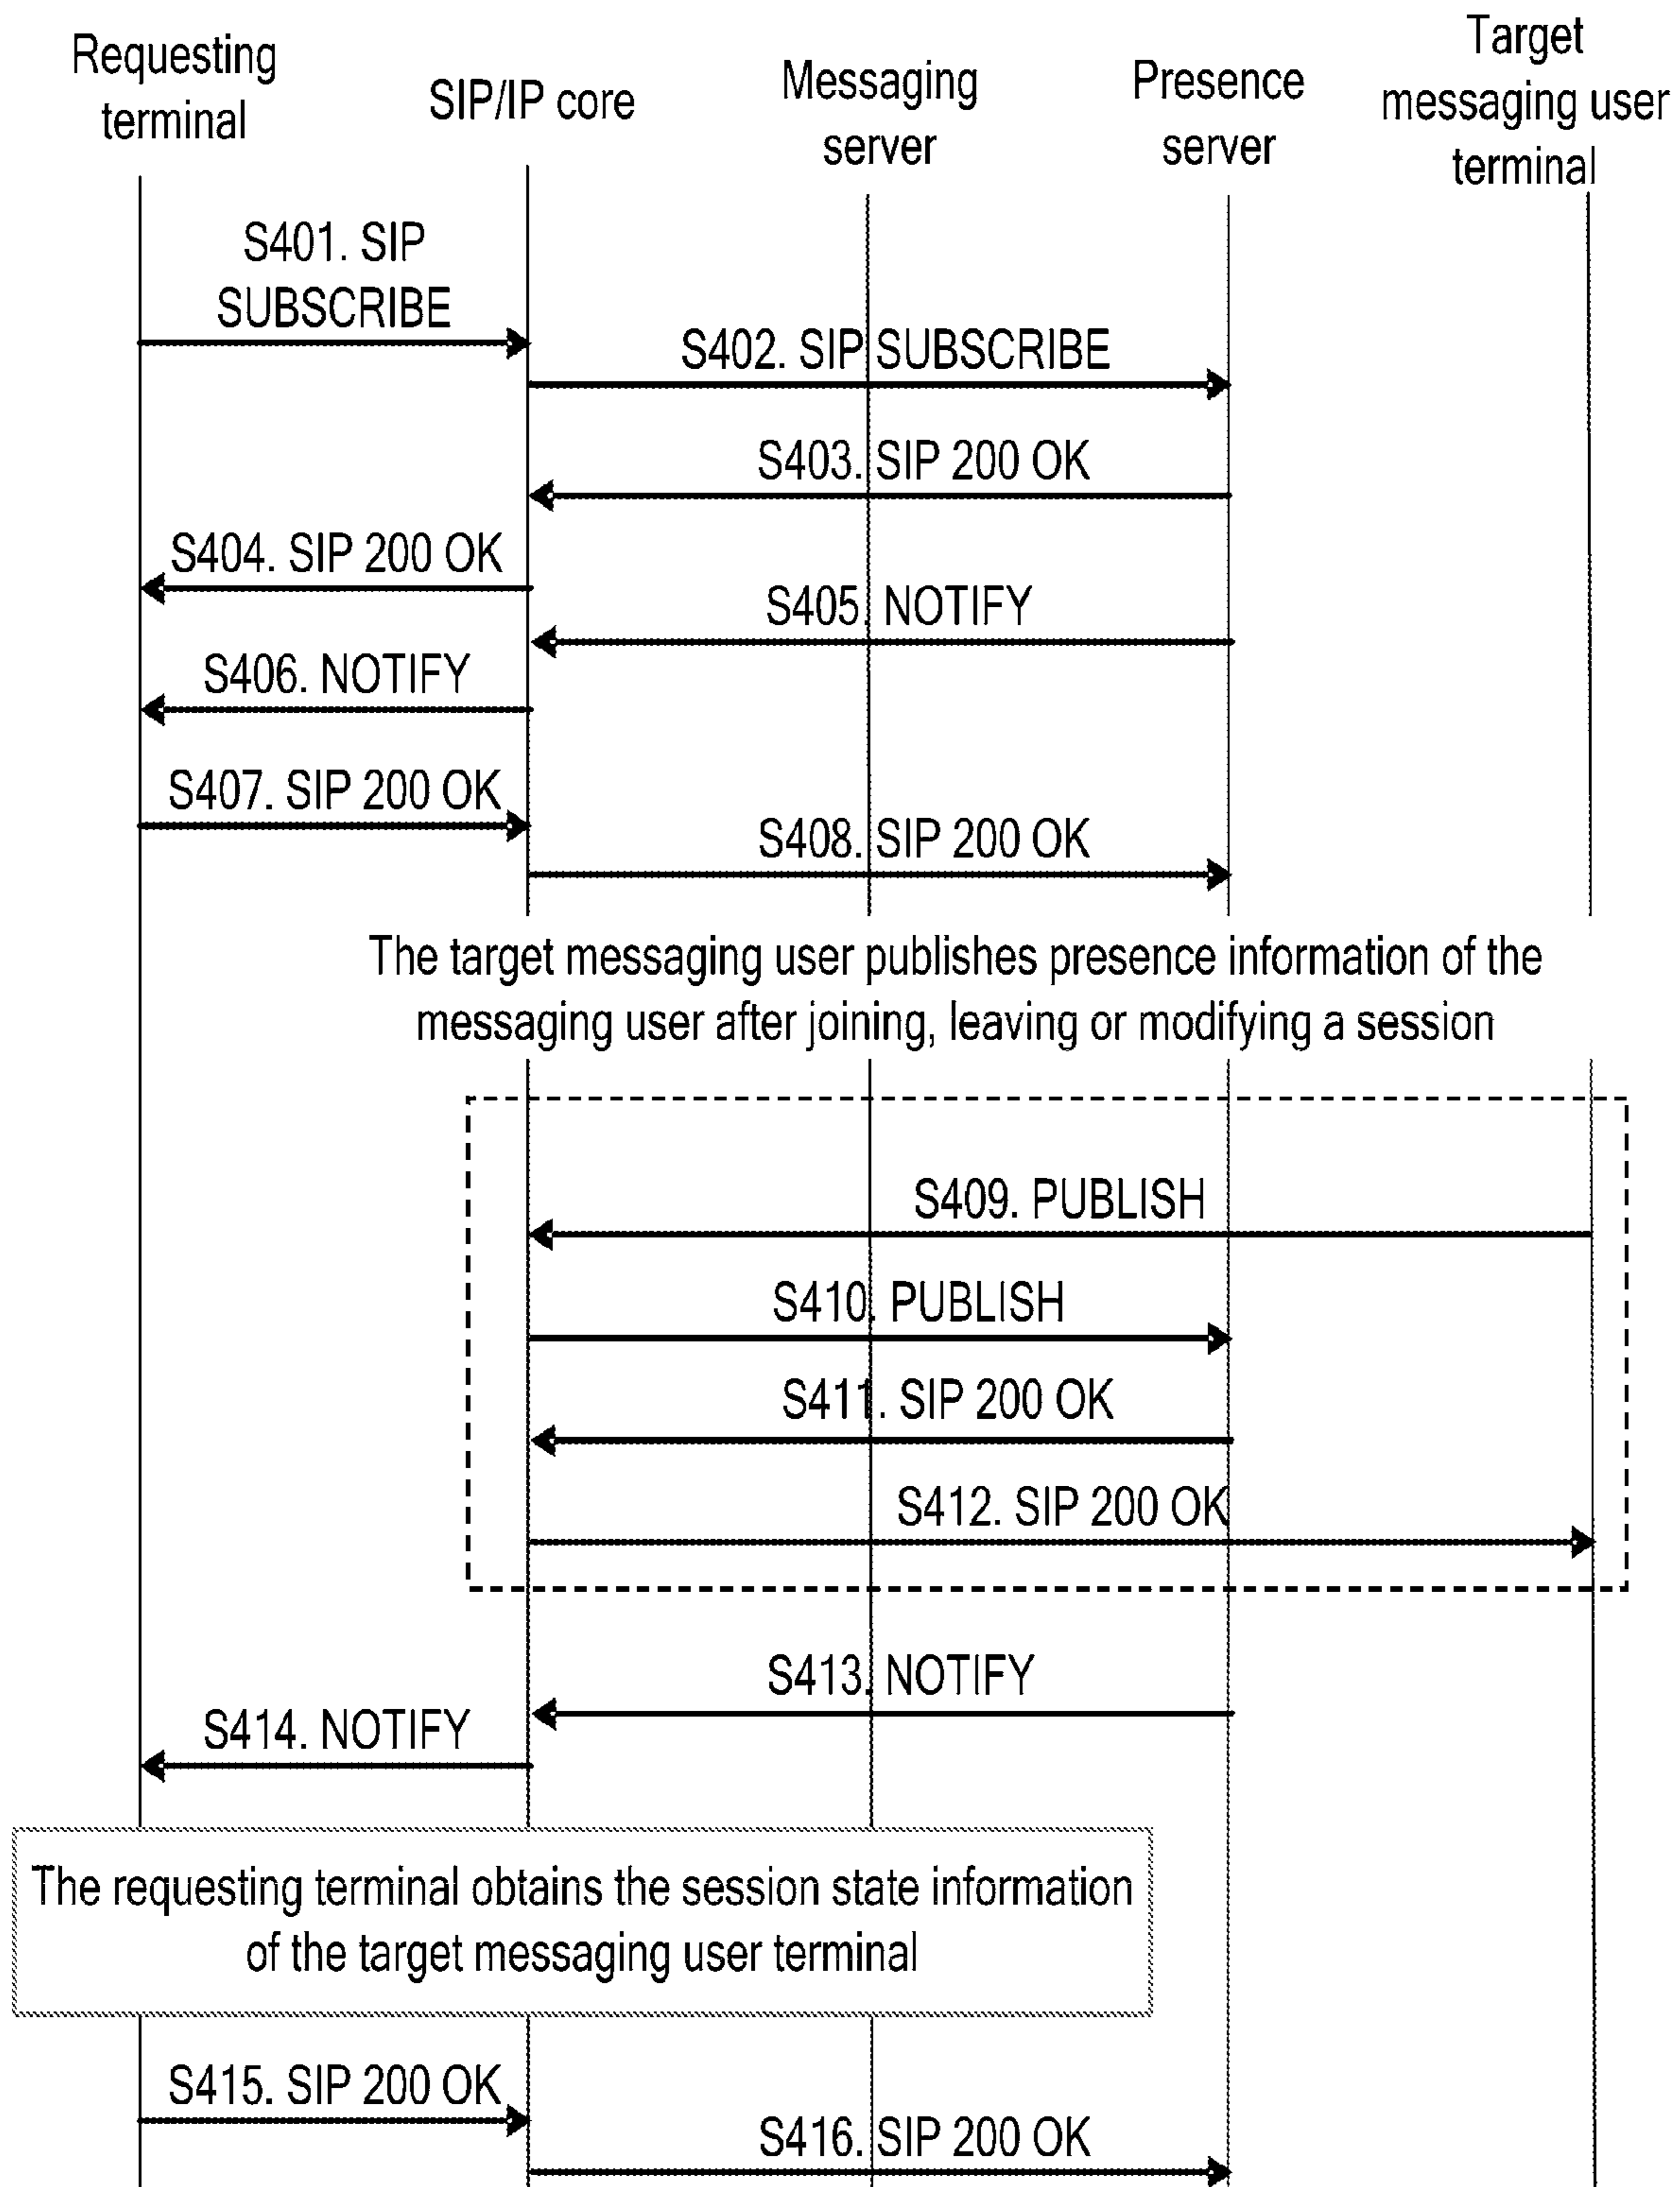 Requesting
terminal
SIP/IP core
Messaging
server
Presence
server
Target
messaging user
terminal
S401. SIP
SUBSCRIBE
S402. SIP SUBSCRIBE
S403. SIP 200 OK
S404. SIP 200 OK
S405. NOTIFY
S406. NOTIFY
S407. SIP 200 OK
S408. SIP 200 OK
The target messaging user publishes presence information of the
messaging user after joining, leaving or modifying a session
S409. PUBLISH
S410. PUBLISH
S411. SIP 200 OK
S412. SIP 200 OK
S413. NOTIFY
S414. NOTIFY
The requesting terminal obtains the session state information
of the target messaging user terminal
S415. SIP 200 OK
S416. SIP 200 OK